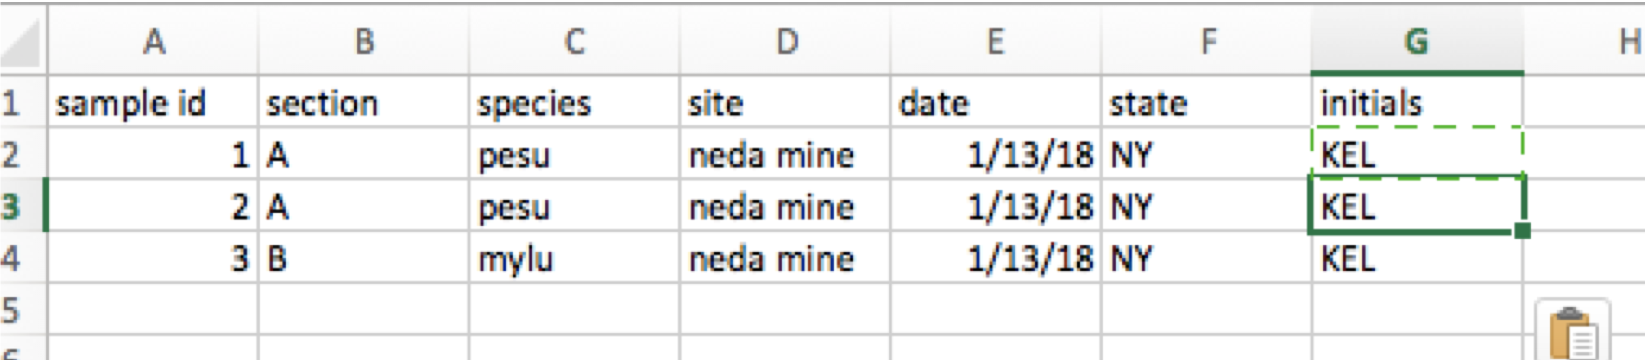 A B C D E F G H
1 sample id section species site date state initials
2 1 A pesu neda mine 1/13/18 NY KEL
3 2 A pesu neda mine 1/13/18 NY KEL
4 3 B mylu neda mine 1/13/18 NY KEL
5
6